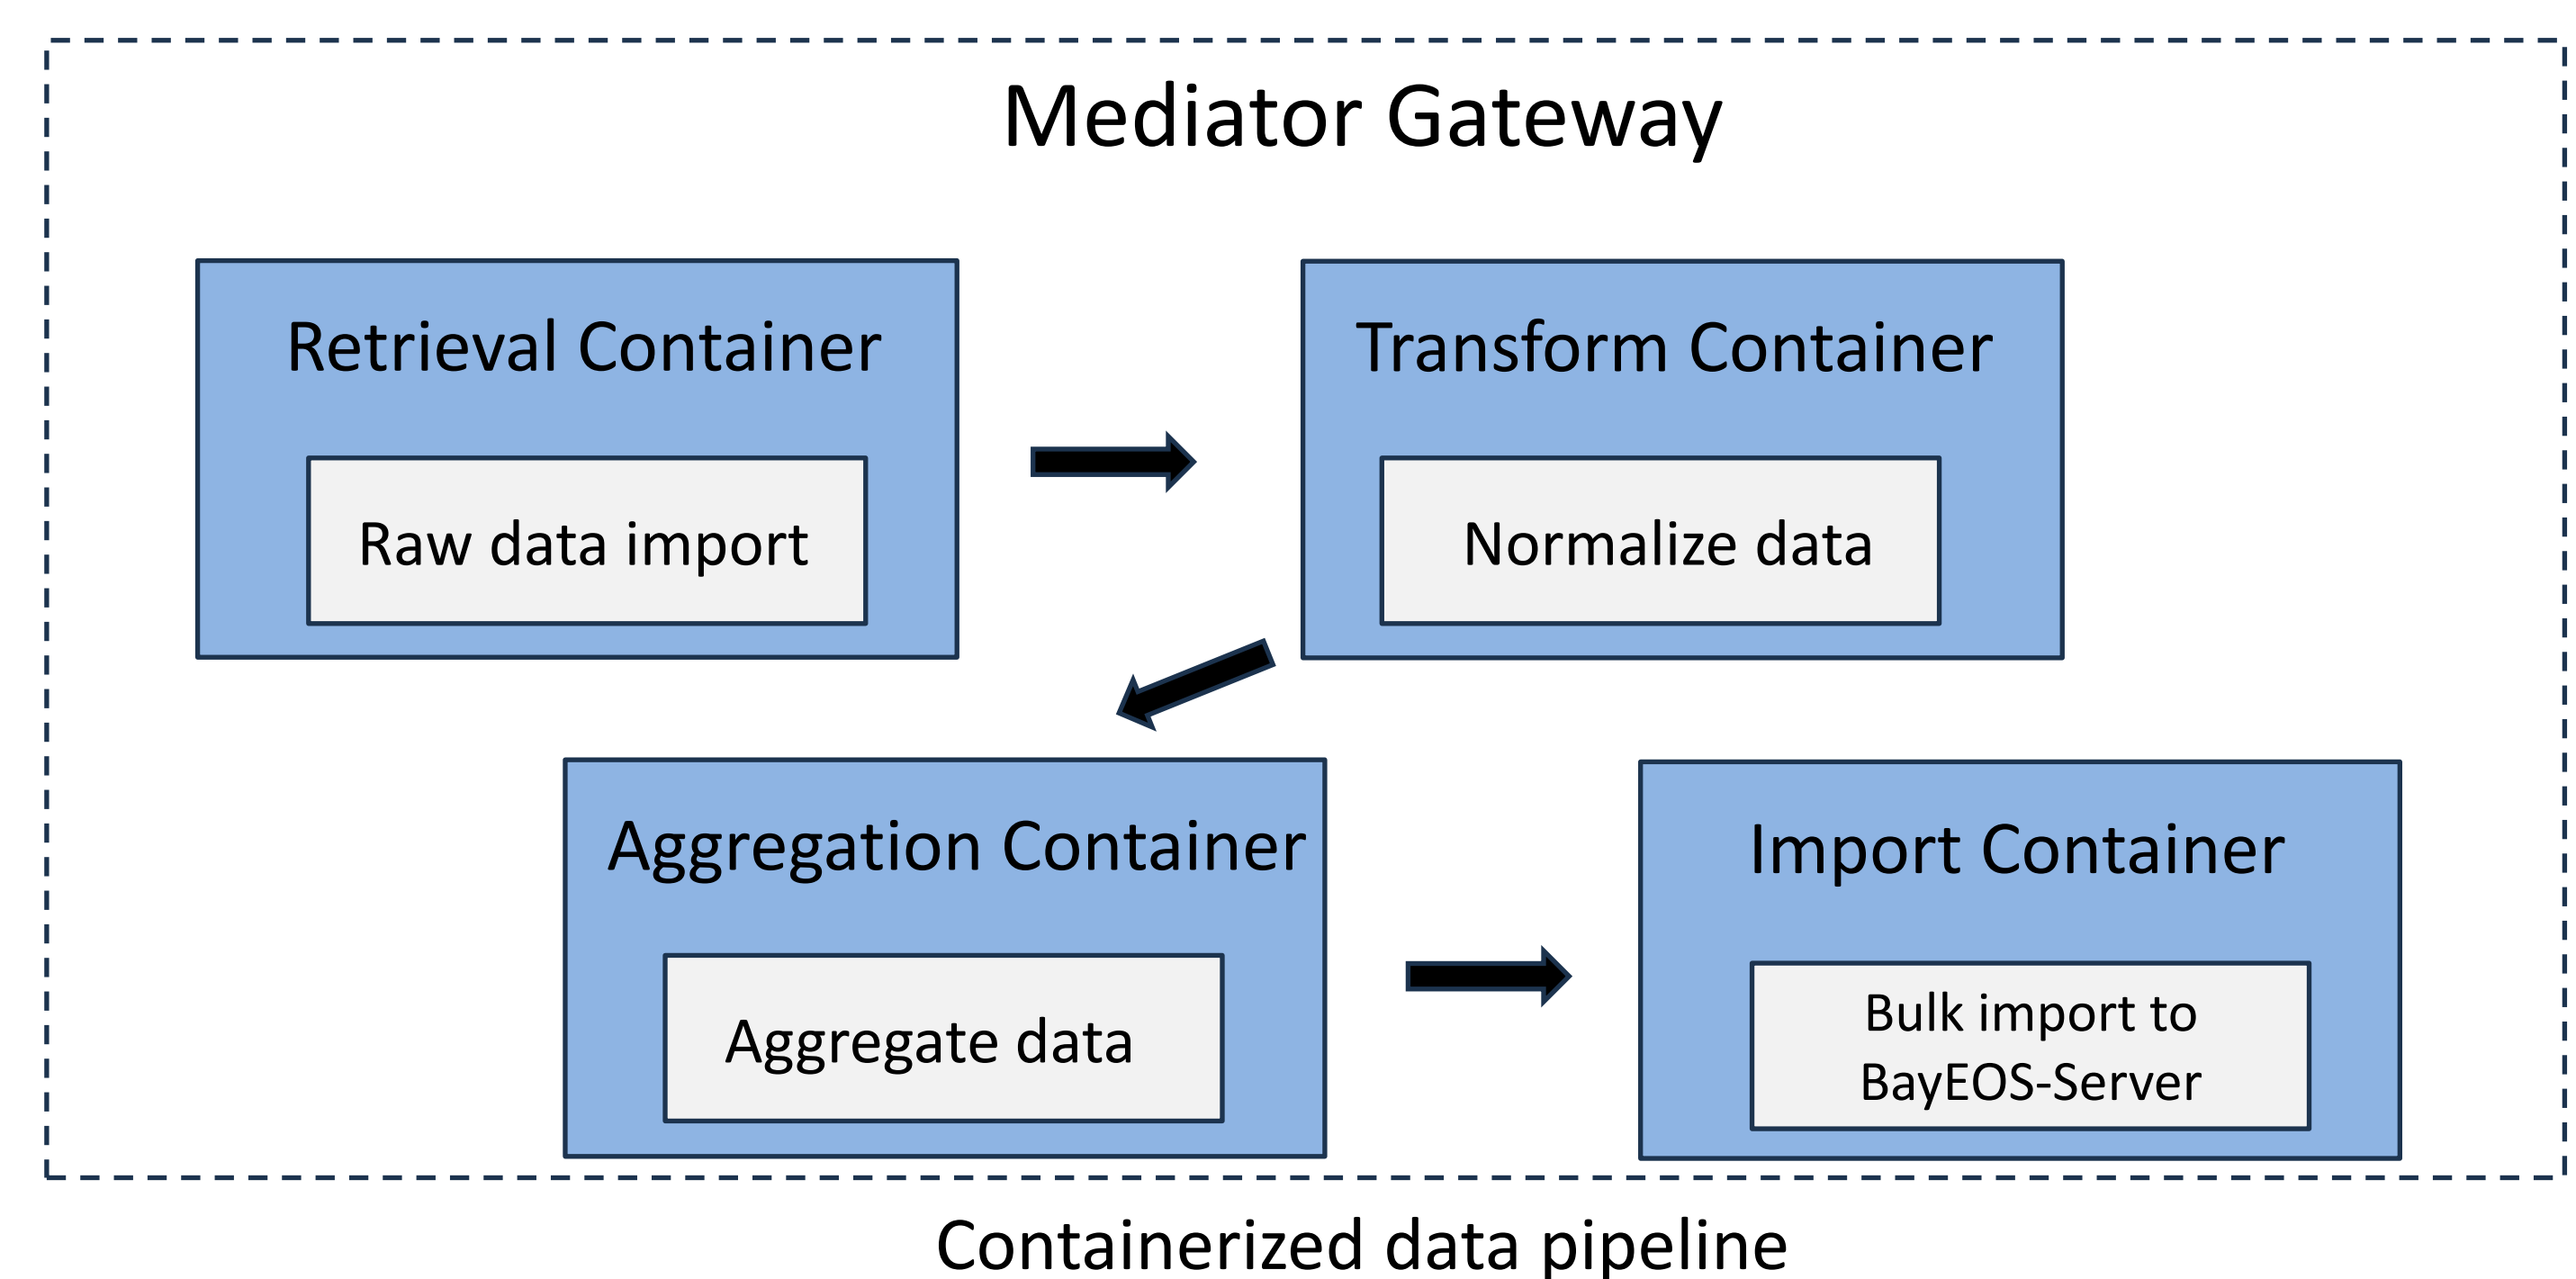 Mediator Gateway
Retrieval Container
Raw data import
Transform Container
Normalize data
Aggregation Container
Aggregate data
Import Container
Bulk import to
BayEOS-Server
Containerized data pipeline